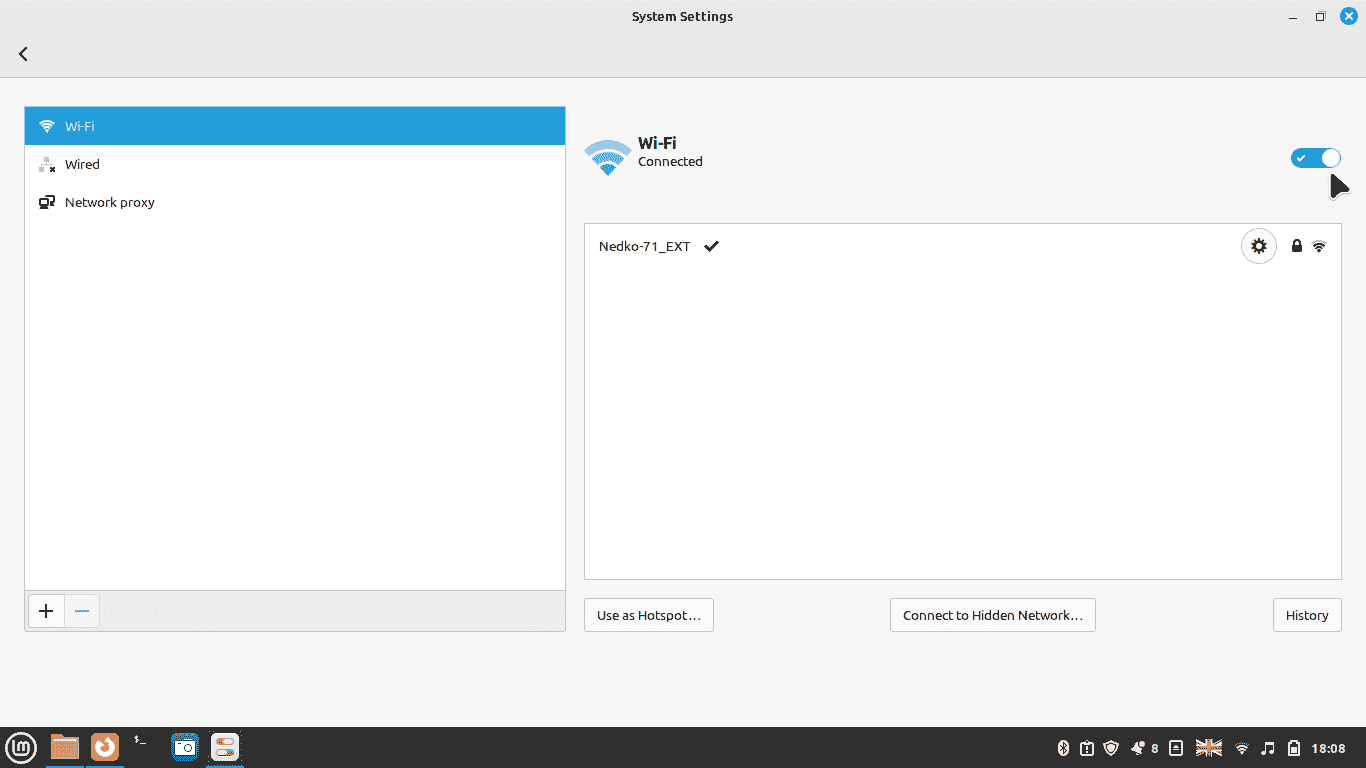 System Settings
Wi-Fi
Wired
Network proxy
Wi-Fi
Connected
Nedko-71_EXT
Use as Hotspot…
Connect to Hidden Network…
History
lm
$_
8
18:08